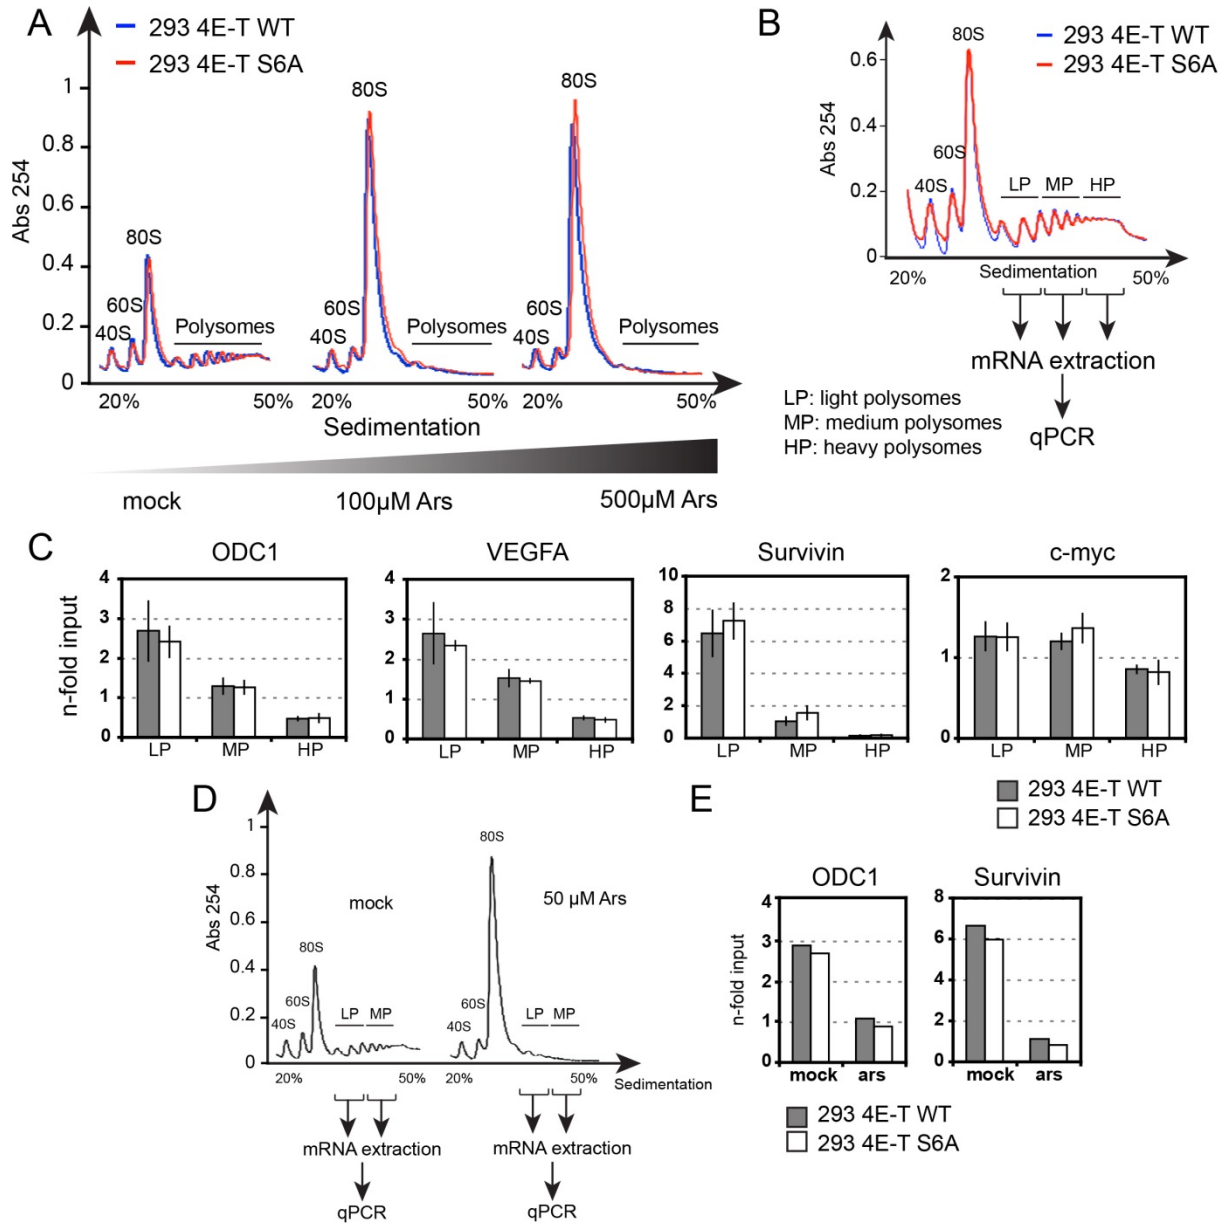 A
293 4E-T WT
293 4E-T S6A
Abs 254
1
0.8
0.6
0.4
0.2
0
40S
60S
80S
Polysomes
40S
60S
80S
Polysomes
40S
60S
80S
Polysomes
20%
50%
20%
50%
20%
50%
Sedimentation
mock
100µM Ars
500µM Ars
B
293 4E-T WT
293 4E-T S6A
Abs 254
0.6
0.4
0.2
0
40S
60S
80S
LP
MP
HP
20%
Sedimentation
50%
mRNA extraction
qPCR
LP: light polysomes
MP: medium polysomes
HP: heavy polysomes
C
n-fold input
ODC1
4
3
2
1
0
LP
MP
HP
VEGFA
4
3
2
1
0
LP
MP
HP
Survivin
10
8
6
4
2
0
LP
MP
HP
c-myc
2
1
0
LP
MP
HP
293 4E-T WT
293 4E-T S6A
D
Abs 254
1
0.8
0.6
0.4
0.2
0
mock
40S
60S
80S
LP
MP
50 µM Ars
40S
60S
80S
LP
MP
20%
50%
20%
50%
Sedimentation
mRNA extraction
qPCR
mRNA extraction
qPCR
E
n-fold input
ODC1
4
3
2
1
0
mock
ars
Survivin
8
6
4
2
0
mock
ars
293 4E-T WT
293 4E-T S6A